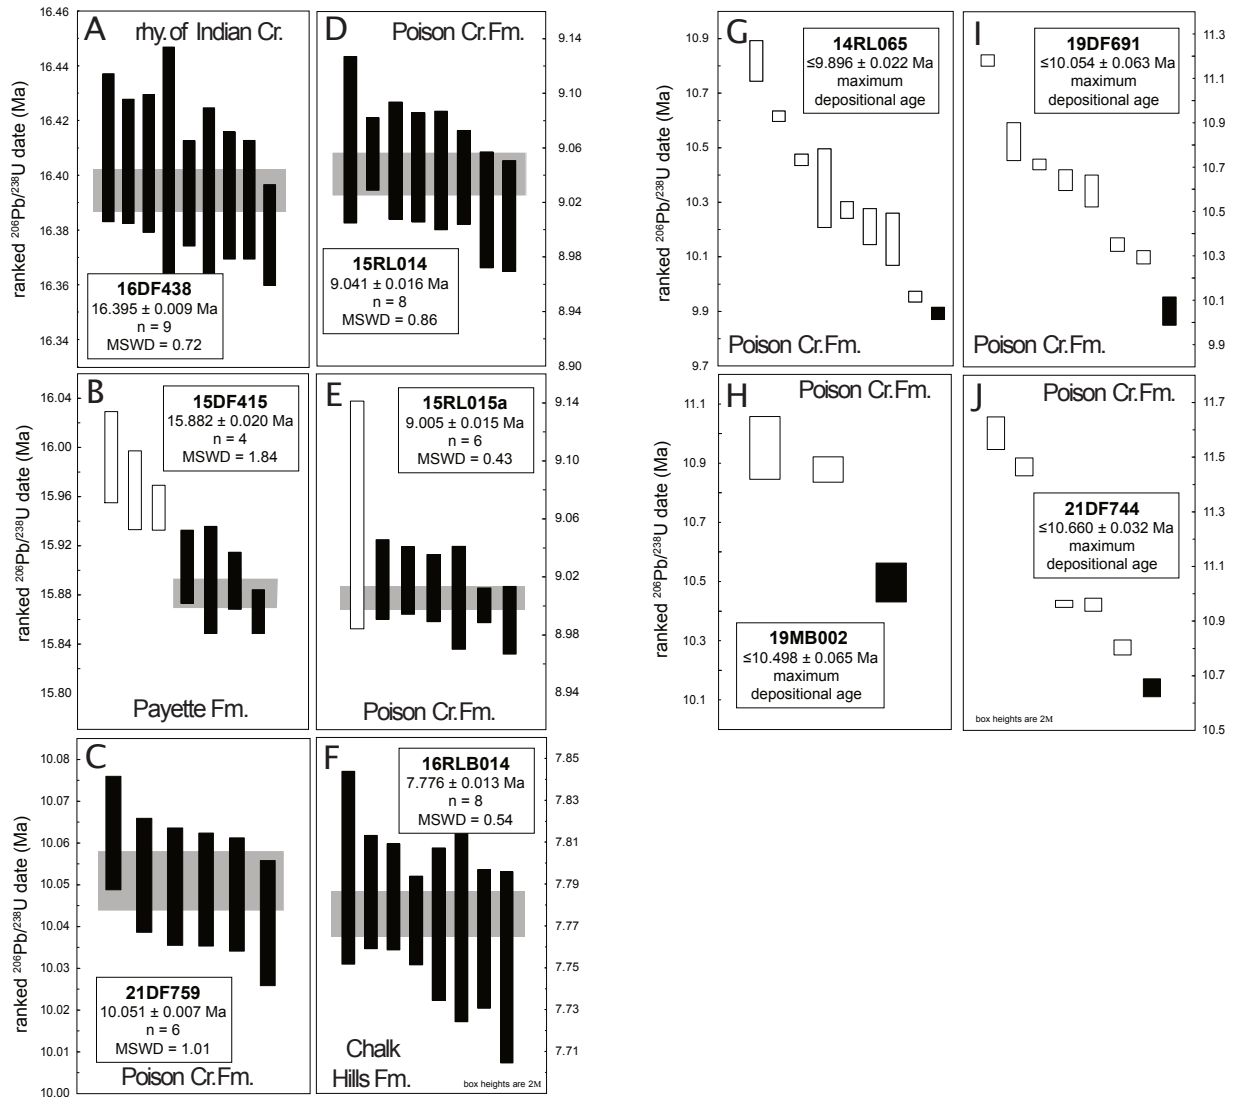 A
rhy. of Indian Cr.
16.46
16.44
16.42
16.40
16.38
16.36
16.34
ranked 206Pb/238U date (Ma)
16DF438
16.395 ± 0.009 Ma
n = 9
MSWD = 0.72
D
Poison Cr. Fm.
9.14
9.10
9.06
9.02
8.98
8.94
8.90
15RL014
9.041 ± 0.016 Ma
n = 8
MSWD = 0.86
B
16.04
16.00
15.96
15.92
15.88
15.84
15.80
ranked 206Pb/238U date (Ma)
15DF415
15.882 ± 0.020 Ma
n = 4
MSWD = 1.84
Payette Fm.
E
15RL015a
9.005 ± 0.015 Ma
n = 6
MSWD = 0.43
9.14
9.10
9.06
9.02
8.98
8.94
Poison Cr. Fm.
C
10.08
10.07
10.06
10.05
10.04
10.03
10.02
10.01
10.00
ranked 206Pb/238U date (Ma)
21DF759
10.051 ± 0.007 Ma
n = 6
MSWD = 1.01
Poison Cr. Fm.
F
16RLB014
7.776 ± 0.013 Ma
n = 8
MSWD = 0.54
7.85
7.83
7.81
7.79
7.77
7.75
7.73
7.71
Chalk
Hills Fm.
box heights are 2M
G
14RL065
≤9.896 ± 0.022 Ma
maximum
depositional age
10.9
10.7
10.5
10.3
10.1
9.9
9.7
ranked 206Pb/238U date (Ma)
Poison Cr. Fm.
I
19DF691
≤10.054 ± 0.063 Ma
maximum
depositional age
11.3
11.1
10.9
10.7
10.5
10.3
10.1
9.9
Poison Cr. Fm.
H
Poison Cr. Fm.
11.1
10.9
10.7
10.5
10.3
10.1
ranked 206Pb/238U date (Ma)
19MB002
≤10.498 ± 0.065 Ma
maximum
depositional age
J
Poison Cr. Fm.
11.7
11.5
11.3
11.1
10.9
10.7
10.5
21DF744
≤10.660 ± 0.032 Ma
maximum
depositional age
box heights are 2M